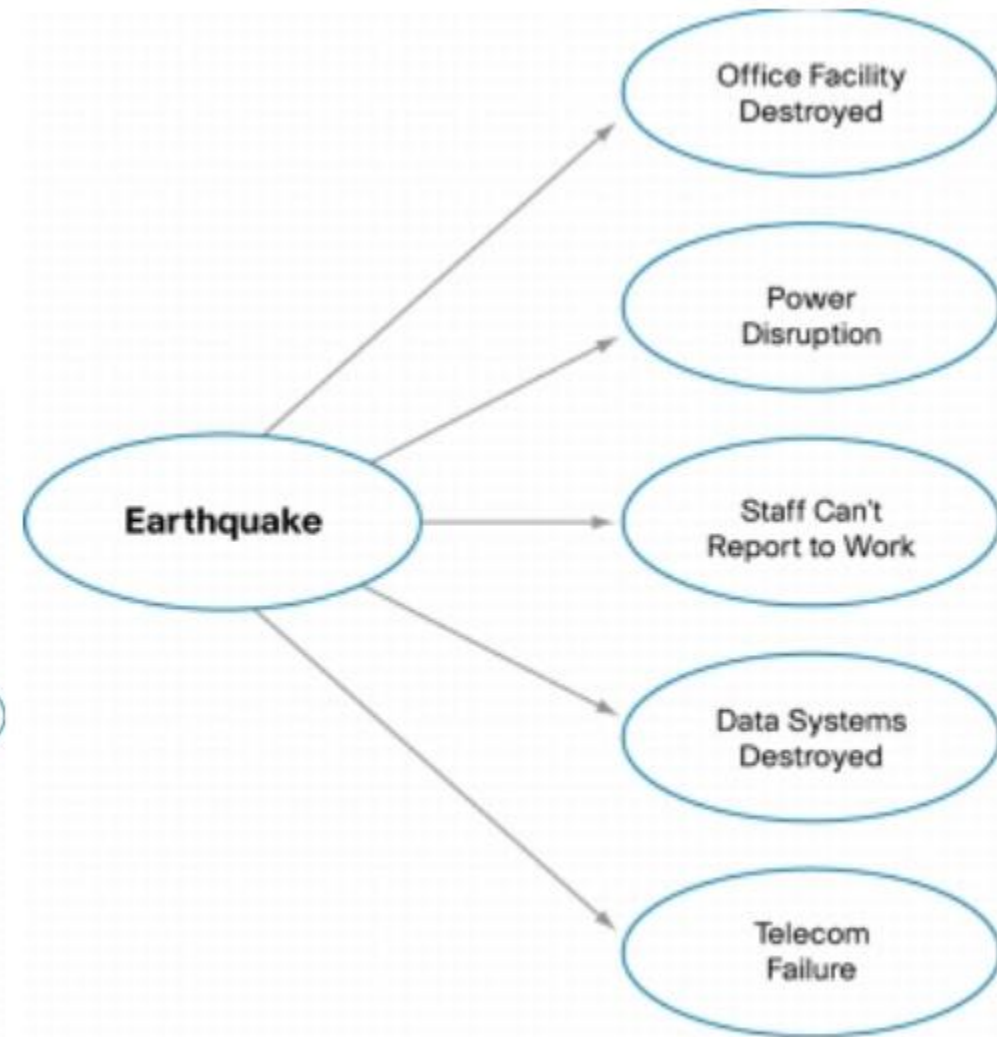 Office Facility
Destroyed
Power
Disruption
Earthquake
Staff Can't
Report to Work
Data Systems
Destroyed
Telecom
Failure